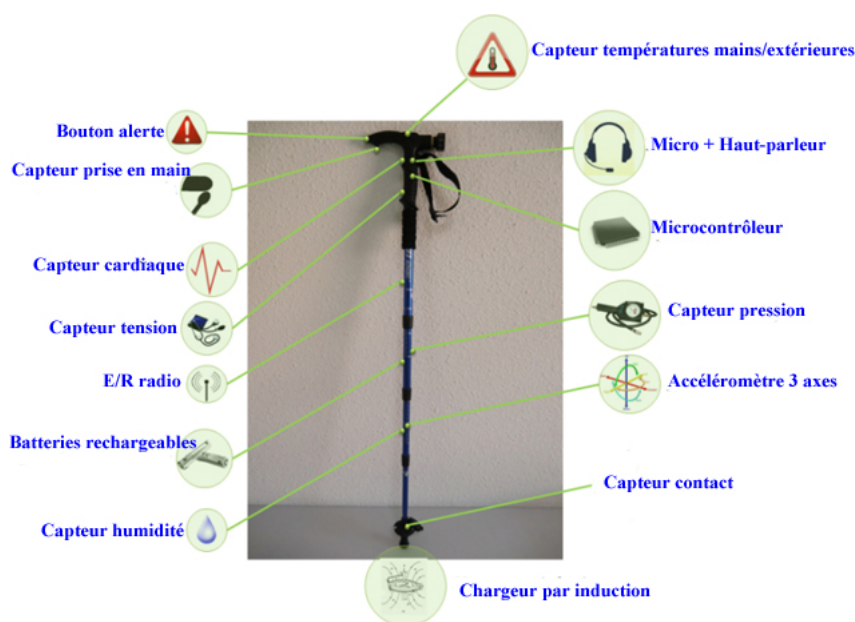 Capteur températures mains/extérieures
Bouton alerte
Micro + Haut-parleur
Capteur prise en main
Microcontrôleur
Capteur cardiaque
Capteur pression
Capteur tension
E/R radio
Accéléromètre 3 axes
Batteries rechargeables
Capteur contact
Capteur humidité
Chargeur par induction